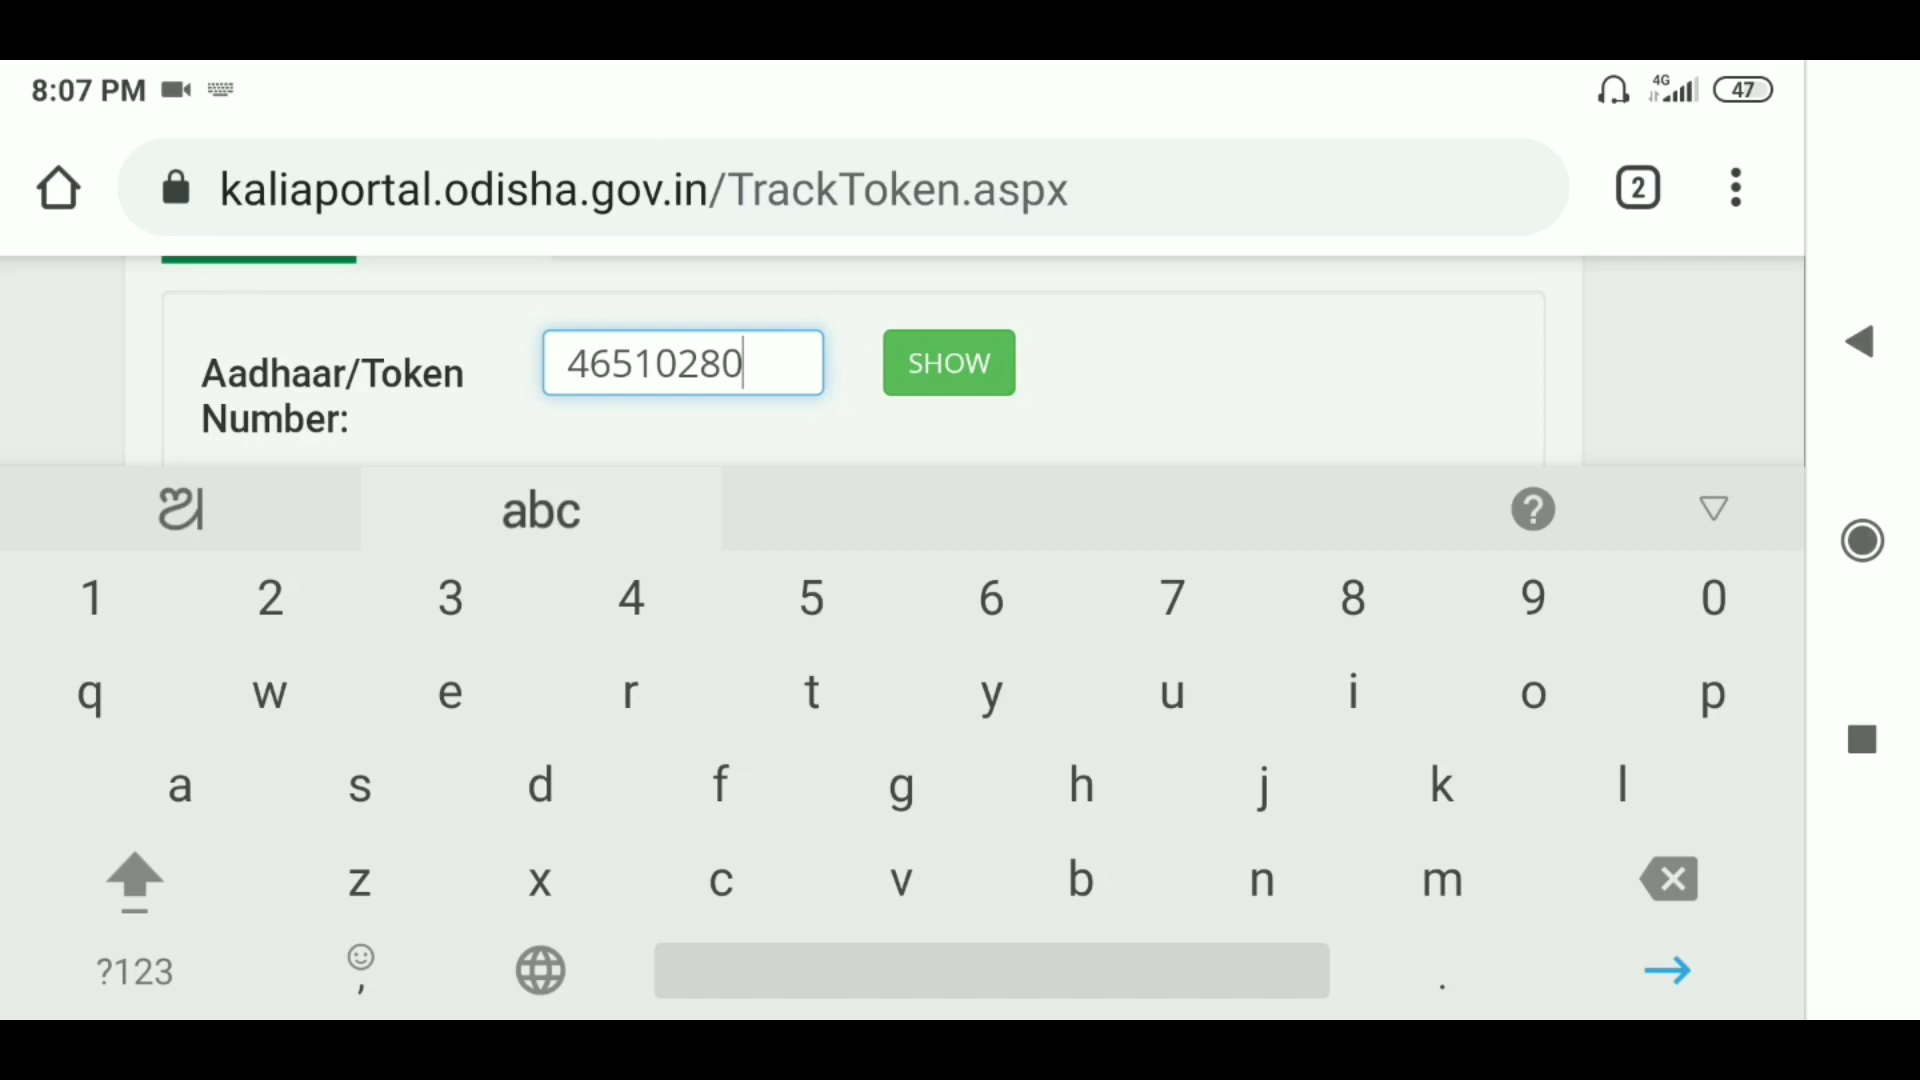 8:07 PM
4G
47
kaliaportal.odisha.gov.in/TrackToken.aspx
2
Aadhaar/Token
Number:
46510280
SHOW
ଅ
abc
?
1 2 3 4 5 6 7 8 9 0
q w e r t y u i o p
a s d f g h j k l
z x c v b n m
?123
,
.